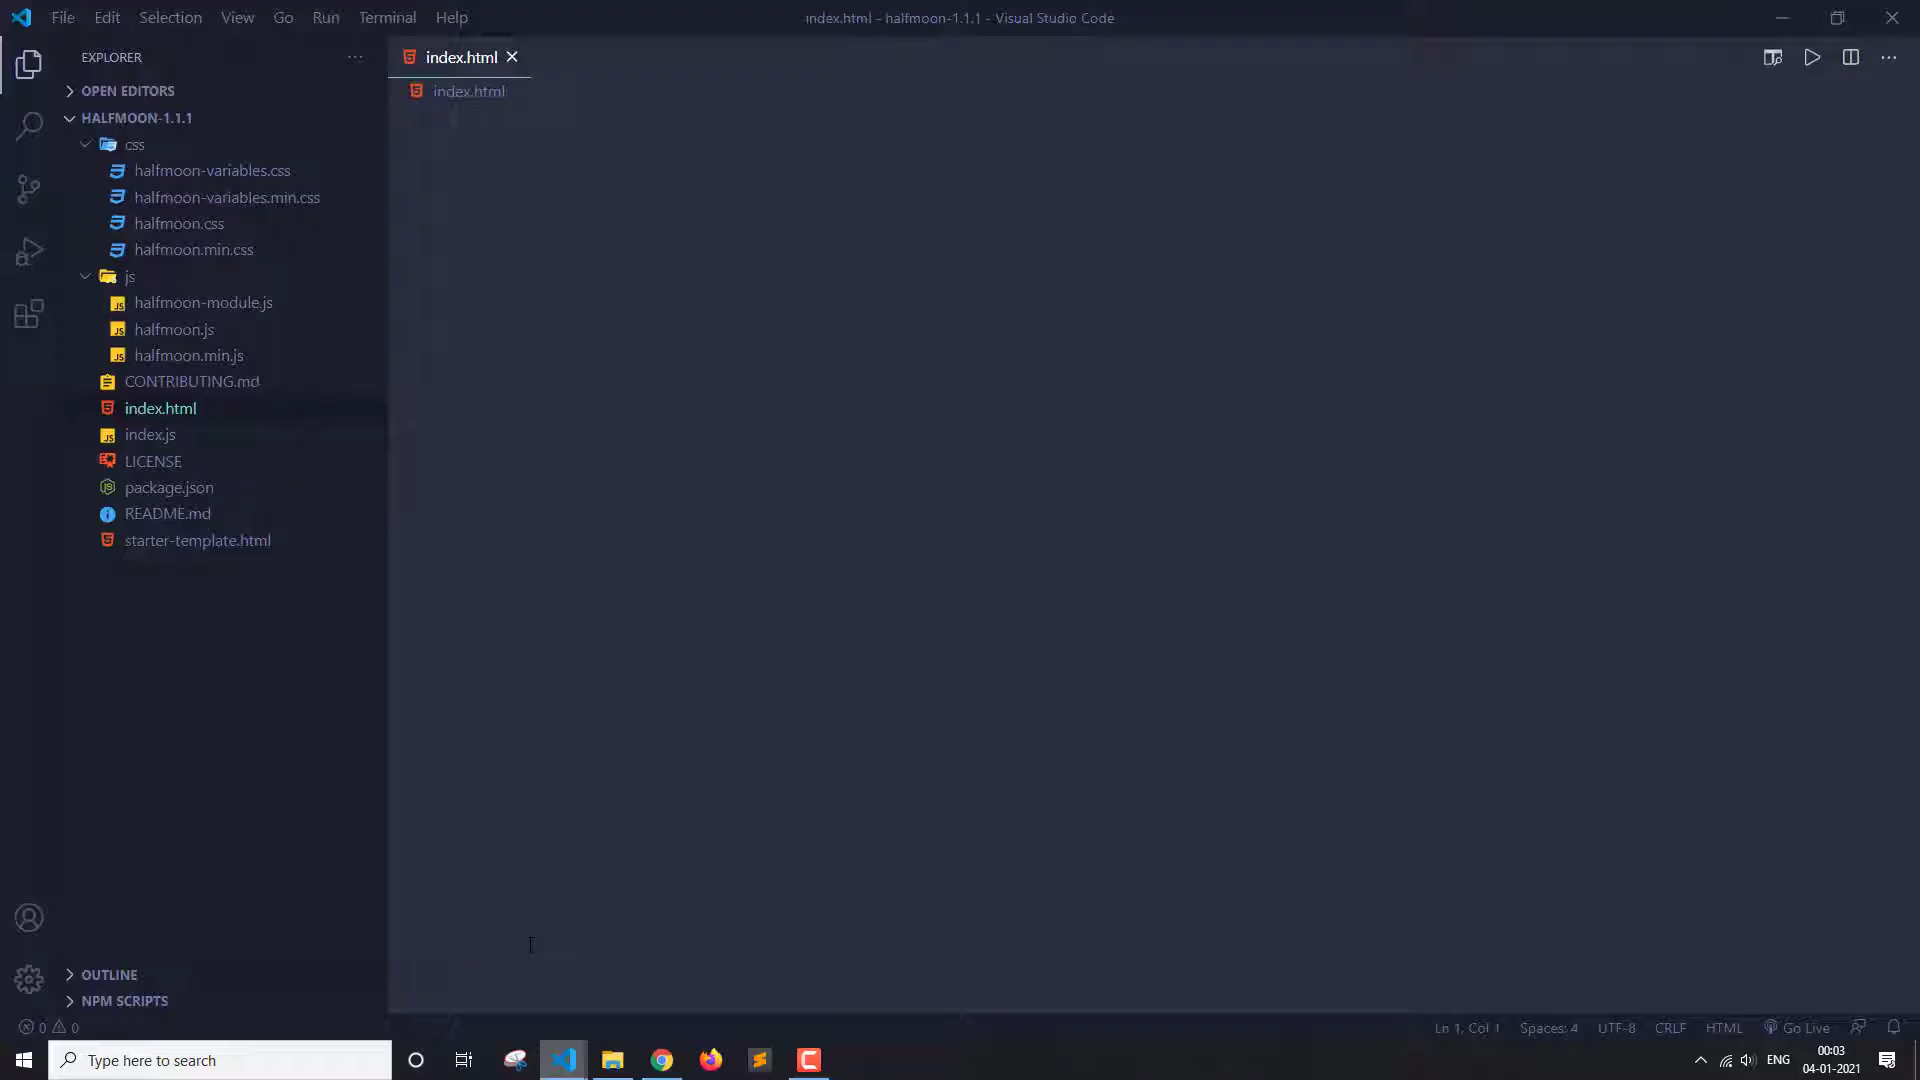 File Edit Selection View Go Run Terminal Help
index.html - halfmoon-1.1.1 - Visual Studio Code
EXPLORER
OPEN EDITORS
HALFMOON-1.1.1
css
halfmoon-variables.css
halfmoon-variables.min.css
halfmoon.css
halfmoon.min.css
js
halfmoon-module.js
halfmoon.js
halfmoon.min.js
CONTRIBUTING.md
index.html
index.js
LICENSE
package.json
README.md
starter-template.html
OUTLINE
NPM SCRIPTS
index.html
index.html
0 0
Ln 1, Col 1 Spaces: 4 UTF-8 CRLF HTML Go Live
Type here to search
ENG
00:03
04-01-2021